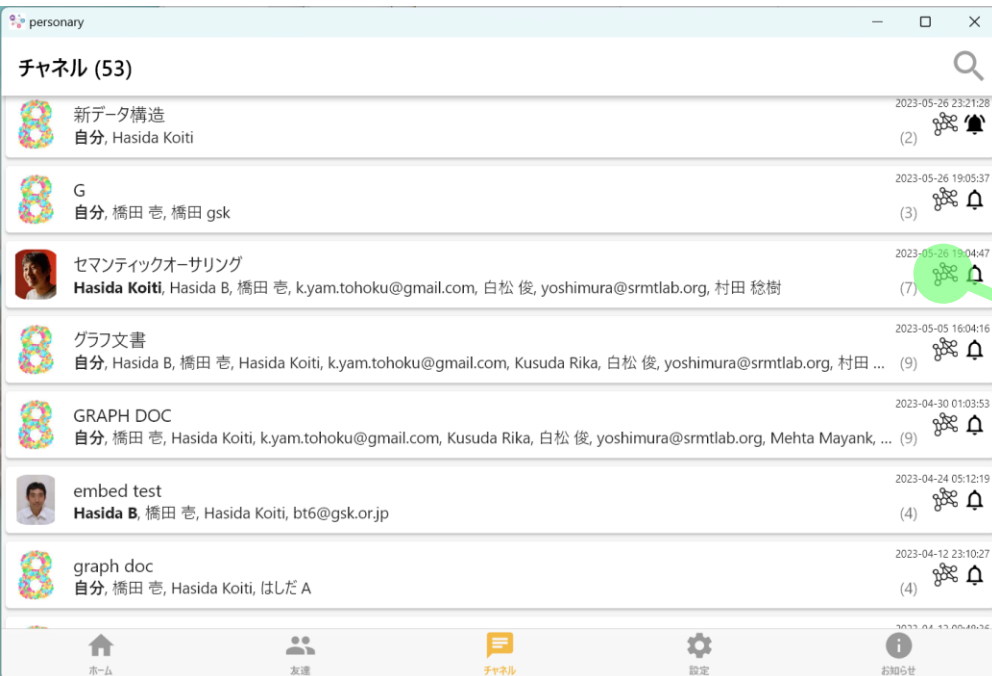 personary
チャネル (53)
2023-05-26 23:21:28
新データ構造
自分, Hasida Koiti
(2)
2023-05-26 19:05:37
G
自分, 橋田 壱, 橋田 gsk
(3)
2023-05-26 19:04:47
セマンティックオーサリング
Hasida Koiti, Hasida B, 橋田 壱, k.yam.tohoku@gmail.com, 白松 俊, yoshimura@srmtlab.org, 村田 稔樹
(7)
2023-05-05 16:04:16
グラフ文書
自分, Hasida B, 橋田 壱, Hasida Koiti, k.yam.tohoku@gmail.com, Kusuda Rika, 白松 俊, yoshimura@srmtlab.org, 村田 ...
(9)
2023-04-30 01:03:53
GRAPH DOC
自分, 橋田 壱, Hasida Koiti, k.yam.tohoku@gmail.com, Kusuda Rika, 白松 俊, yoshimura@srmtlab.org, Mehta Mayank, ...
(9)
2023-04-24 05:12:19
embed test
Hasida B, 橋田 壱, Hasida Koiti, bt6@gsk.or.jp
(4)
2023-04-12 23:10:27
graph doc
自分, 橋田 壱, Hasida Koiti, はしだ A
(4)
ホーム
友達
チャネル
設定
お知らせ